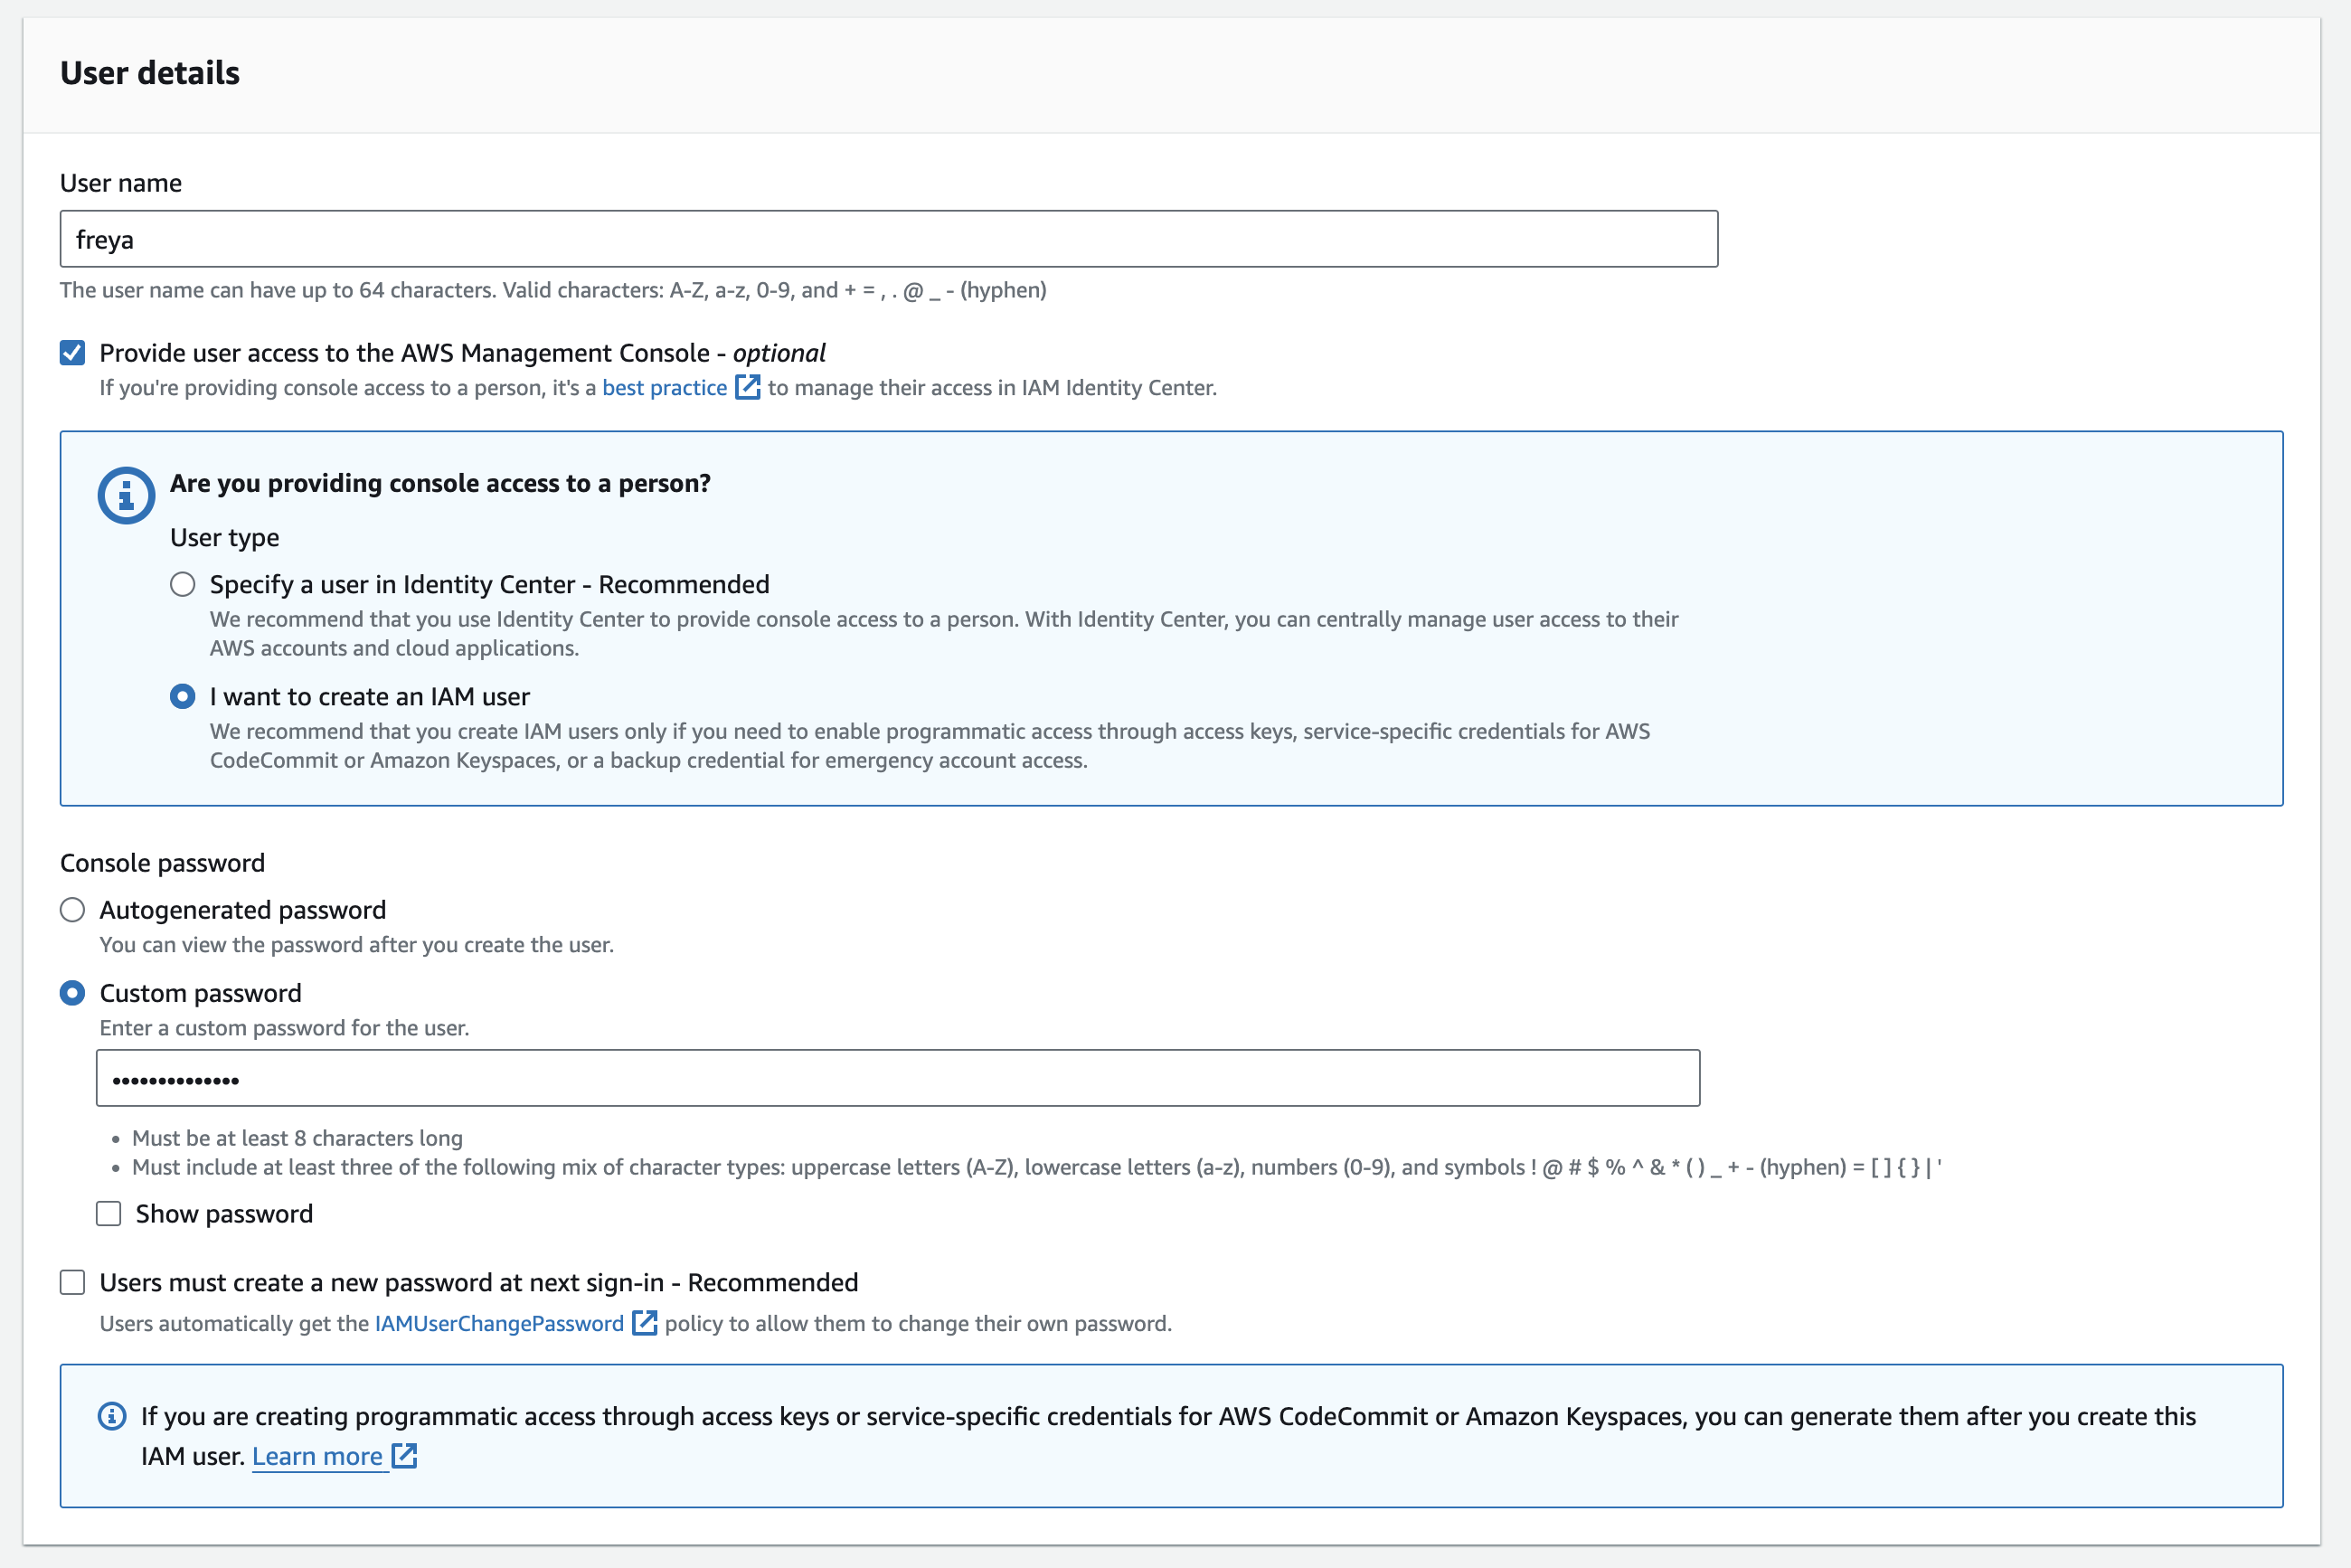 User details
User name
freya
The user name can have up to 64 characters. Valid characters: A-Z, a-z, 0-9, and + = , . @ _ - (hyphen)
Provide user access to the AWS Management Console - optional
If you're providing console access to a person, it's a best practice to manage their access in IAM Identity Center.
Are you providing console access to a person?
User type
Specify a user in Identity Center - Recommended
We recommend that you use Identity Center to provide console access to a person. With Identity Center, you can centrally manage user access to their
AWS accounts and cloud applications.
I want to create an IAM user
We recommend that you create IAM users only if you need to enable programmatic access through access keys, service-specific credentials for AWS
CodeCommit or Amazon Keyspaces, or a backup credential for emergency account access.
Console password
Autogenerated password
You can view the password after you create the user.
Custom password
Enter a custom password for the user.
••••••••••••••
• Must be at least 8 characters long
• Must include at least three of the following mix of character types: uppercase letters (A-Z), lowercase letters (a-z), numbers (0-9), and symbols ! @ # $ % ^ & * ( ) _ + - (hyphen) = [ ] { } | '
Show password
Users must create a new password at next sign-in - Recommended
Users automatically get the IAMUserChangePassword policy to allow them to change their own password.
If you are creating programmatic access through access keys or service-specific credentials for AWS CodeCommit or Amazon Keyspaces, you can generate them after you create this
IAM user. Learn more